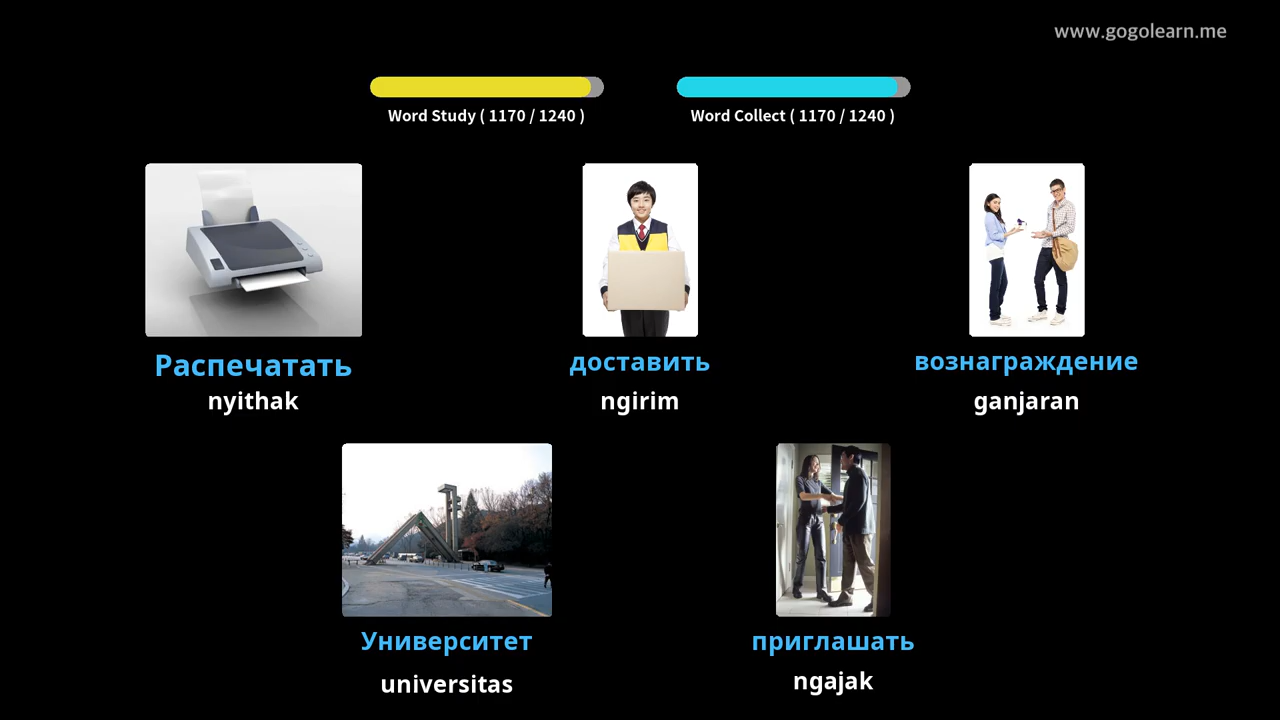 www.gogolearn.me
Word Study ( 1170 / 1240 )
Word Collect ( 1170 / 1240 )
Распечатать
nyithak
доставить
ngirim
вознаграждение
ganjaran
Университет
universitas
приглашать
ngajak